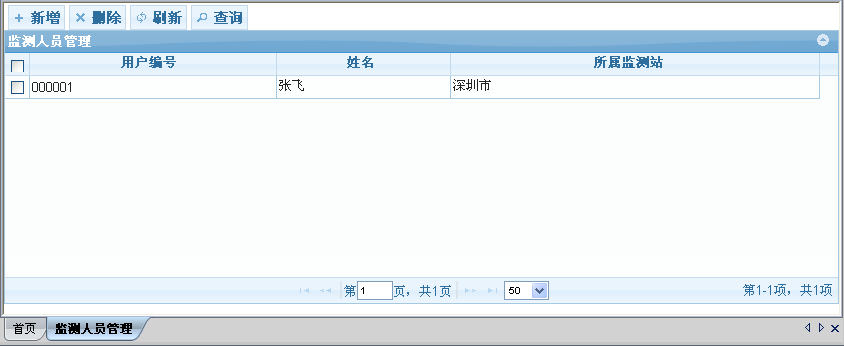 新增 删除 刷新 查询
监测人员管理
用户编号 姓名 所属监测站
000001 张飞 深圳市
第 1 页，共1页 50 第1-1项，共1项
首页 监测人员管理